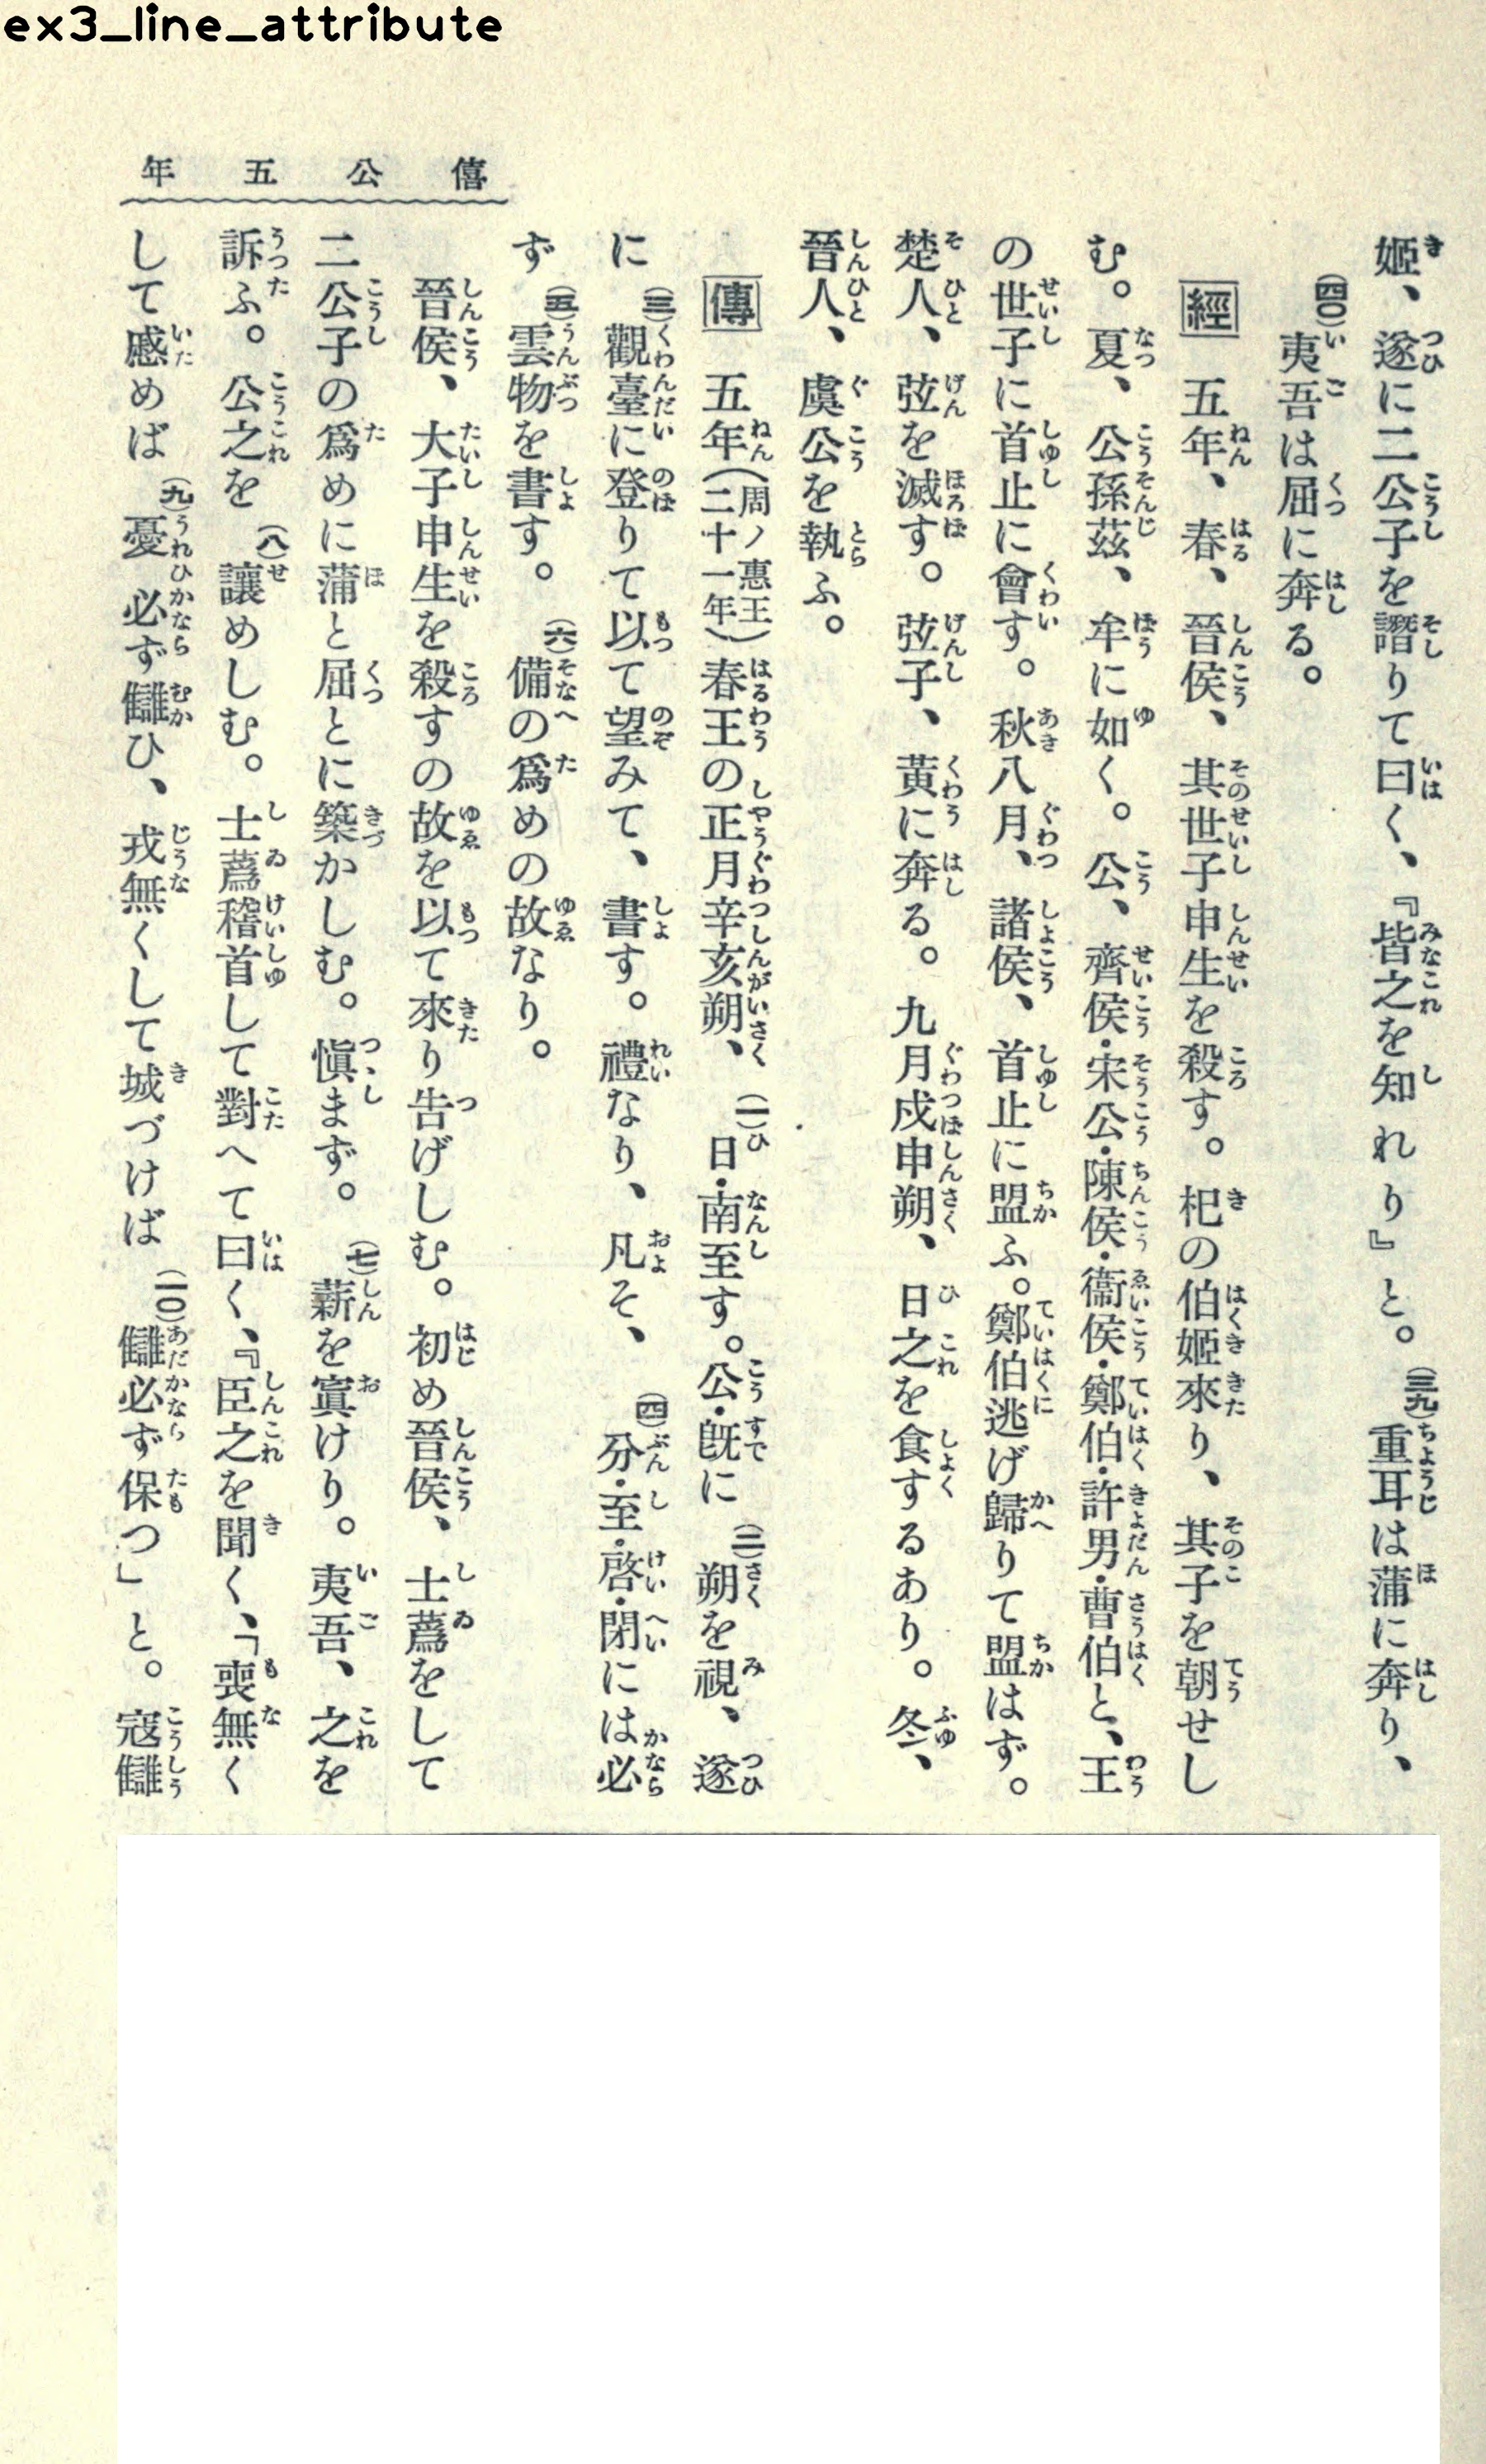 ex3_line_attribute
僖公五年
姬、遂に二公子を譖りて曰く、『皆之を知れり』と。(三九)重耳は蒲に奔り、
(四〇)夷吾は屈に奔る。
經 五年、春、晉侯、其世子申生を殺す。杞の伯姬來り、其子を朝せし
む。夏、公孫茲、牟に如く。公、齊侯・宋公・陳侯・衞侯・鄭伯・許男・曹伯と、王
の世子に首止に會す。秋八月、諸侯、首止に盟ふ。鄭伯逃げ歸りて盟はず。
楚人、弦を滅す。弦子、黃に奔る。九月戊申朔、日之を食するあり。冬、
晉人、虞公を執ふ。
傳 五年(周ノ惠王二十一年)春王の正月辛亥朔、(一)日・南至す。公・旣に(二)朔を視、遂
に(三)觀臺に登りて以て望みて、書す。禮なり、凡そ、(四)分・至・啓・閉には必
ず(五)雲物を書す。(六)備の爲めの故なり。
晉侯、大子申生を殺すの故を以て來り告げしむ。初め晉侯、士蔿をして
二公子の爲めに蒲と屈とに築かしむ。愼まず。(七)薪を寘けり。夷吾、之を
訴ふ。公之を(八)讓めしむ。士蔿稽首して對へて曰く、『臣之を聞く、「喪無く
して慼めば(九)憂必ず讎ひ、戎無くして城づけば(一〇)讎必ず保つ」と。寇讎